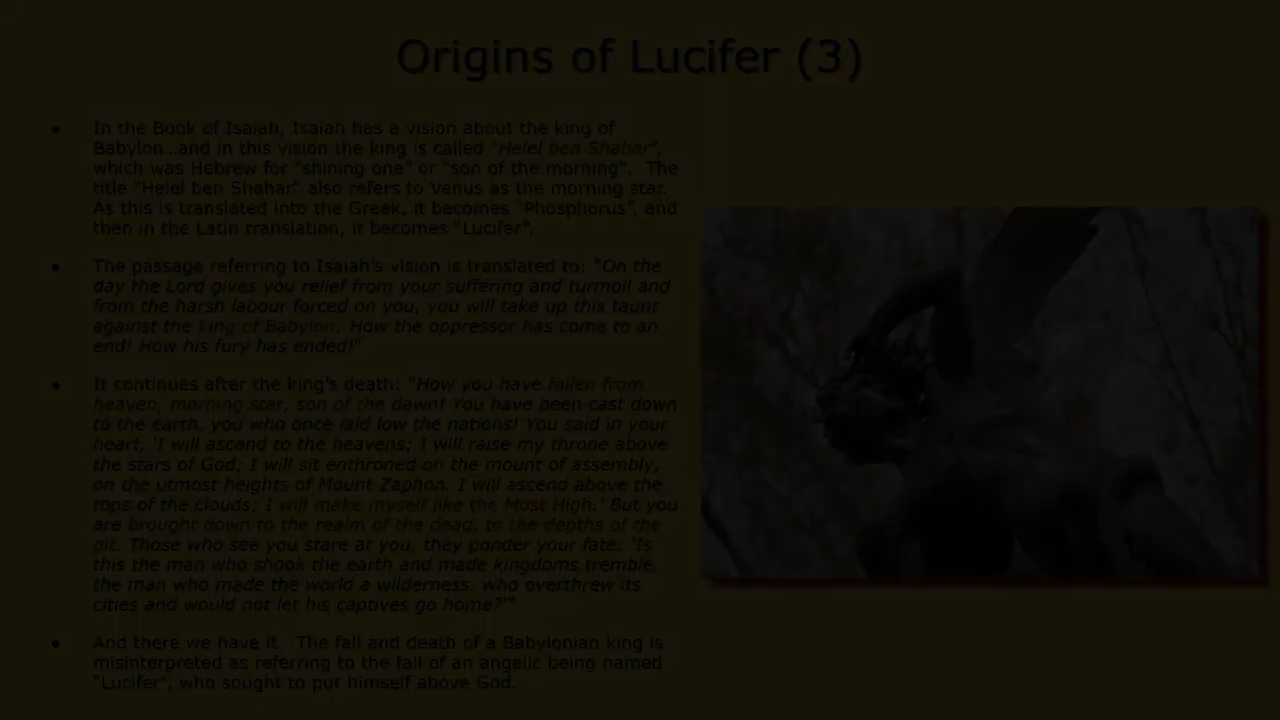 Origins of Lucifer (3)
• In the Book of Isaiah, Isaiah has a vision about the king of
Babylon...and in this vision the king is called "Helel ben Shahar",
which was Hebrew for "shining one" or "son of the morning".  The
title "Helel ben Shahar" also refers to Venus as the morning star.
As this is translated into the Greek, it becomes "Phosphorus", and
then in the Latin translation, it becomes "Lucifer".
• The passage referring to Isaiah's vision is translated to: "On the
day the Lord gives you relief from your suffering and turmoil and
from the harsh labour forced on you, you will take up this taunt
against the king of Babylon: How the oppressor has come to an
end! How his fury has ended!"
• It continues after the king's death: "How you have fallen from
heaven, morning star, son of the dawn! You have been cast down
to the earth, you who once laid low the nations! You said in your
heart, 'I will ascend to the heavens; I will raise my throne above
the stars of God; I will sit enthroned on the mount of assembly,
on the utmost heights of Mount Zaphon. I will ascend above the
tops of the clouds; I will make myself like the Most High.' But you
are brought down to the realm of the dead, to the depths of the
pit. Those who see you stare at you, they ponder your fate: 'Is
this the man who shook the earth and made kingdoms tremble,
the man who made the world a wilderness, who overthrew its
cities and would not let his captives go home?'"
• And there we have it.  The fall and death of a Babylonian king is
misinterpreted as referring to the fall of an angelic being named
"Lucifer", who sought to put himself above God.